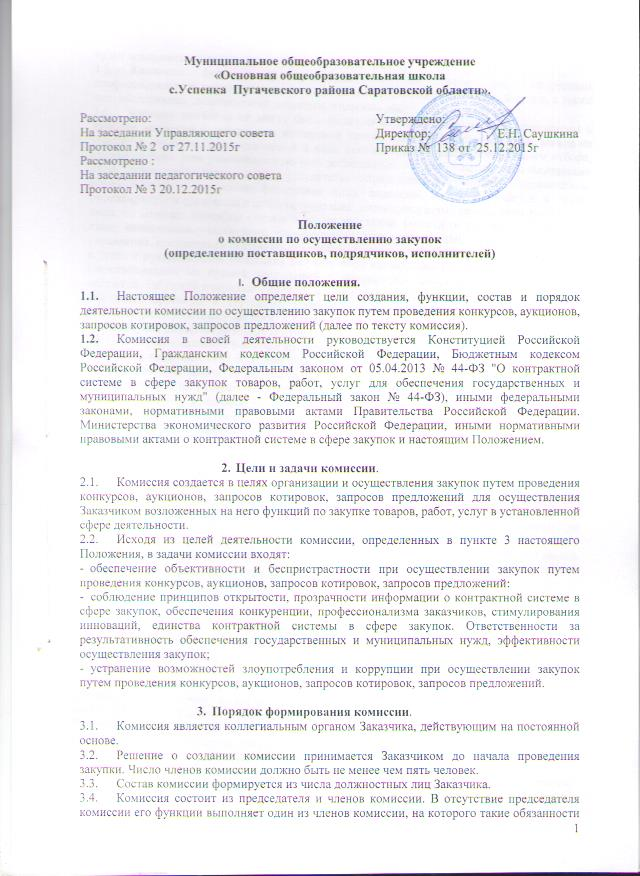 Муниципальное общеобразовательное учреждение
«Основная общеобразовательная школа
с.Успенка Пугачевского района Саратовской области».
Рассмотрено:
На заседании Управляющего совета
Протокол № 2 от 27.11.2015г
Рассмотрено :
На заседании педагогического совета
Протокол № 3 20.12.2015г
Утверждено:
Директор: Е.Н. Саушкина
Приказ № 138 от 25.12.2015г
Положение
о комиссии по осуществлению закупок
(определению поставщиков, подрядчиков, исполнителей)
1. Общие положения.
1.1. Настоящее Положение определяет цели создания, функции, состав и порядок
деятельности комиссии по осуществлению закупок путем проведения конкурсов, аукционов,
запросов котировок, запросов предложений (далее по тексту комиссия).
1.2. Комиссия в своей деятельности руководствуется Конституцией Российской
Федерации, Гражданским кодексом Российской Федерации, Бюджетным кодексом
Российской Федерации, Федеральным законом от 05.04.2013 № 44-ФЗ "О контрактной
системе в сфере закупок товаров, работ, услуг для обеспечения государственных и
муниципальных нужд" (далее - Федеральный закон № 44-ФЗ), иными федеральными
законами, нормативными правовыми актами Правительства Российской Федерации.
Министерства экономического развития Российской Федерации, иными нормативными
правовыми актами о контрактной системе в сфере закупок и настоящим Положением.
2. Цели и задачи комиссии.
2.1. Комиссия создается в целях организации и осуществления закупок путем проведения
конкурсов, аукционов, запросов котировок, запросов предложений для осуществления
Заказчиком возложенных на него функций по закупке товаров, работ, услуг в установленной
сфере деятельности.
2.2. Исходя из целей деятельности комиссии, определенных в пункте 3 настоящего
Положения, в задачи комиссии входят:
- обеспечение объективности и беспристрастности при осуществлении закупок путем
проведения конкурсов, аукционов, запросов котировок, запросов предложений:
- соблюдение принципов открытости, прозрачности информации о контрактной системе в
сфере закупок, обеспечения конкуренции, профессионализма заказчиков, стимулирования
инноваций, единства контрактной системы в сфере закупок. Ответственности за
результативность обеспечения государственных и муниципальных нужд, эффективности
осуществления закупок;
- устранение возможностей злоупотребления и коррупции при осуществлении закупок
путем проведения конкурсов, аукционов, запросов котировок, запросов предложений.
3. Порядок формирования комиссии.
3.1. Комиссия является коллегиальным органом Заказчика, действующим на постоянной
основе.
3.2. Решение о создании комиссии принимается Заказчиком до начала проведения
закупки. Число членов комиссии должно быть не менее чем пять человек.
3.3. Состав комиссии формируется из числа должностных лиц Заказчика.
3.4. Комиссия состоит из председателя и членов комиссии. В отсутствие председателя
комиссии его функции выполняет один из членов комиссии, на которого такие обязанности
1